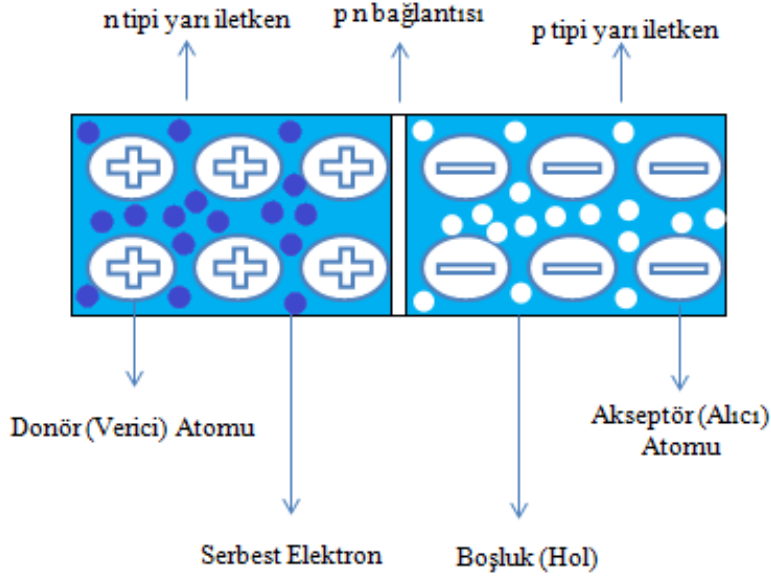 n tipi yarı iletken
p n bağlantısı
p tipi yarı iletken
Donör (Verici) Atomu
Akseptör (Alıcı)
Atomu
Serbest Elektron
Boşluk (Hol)